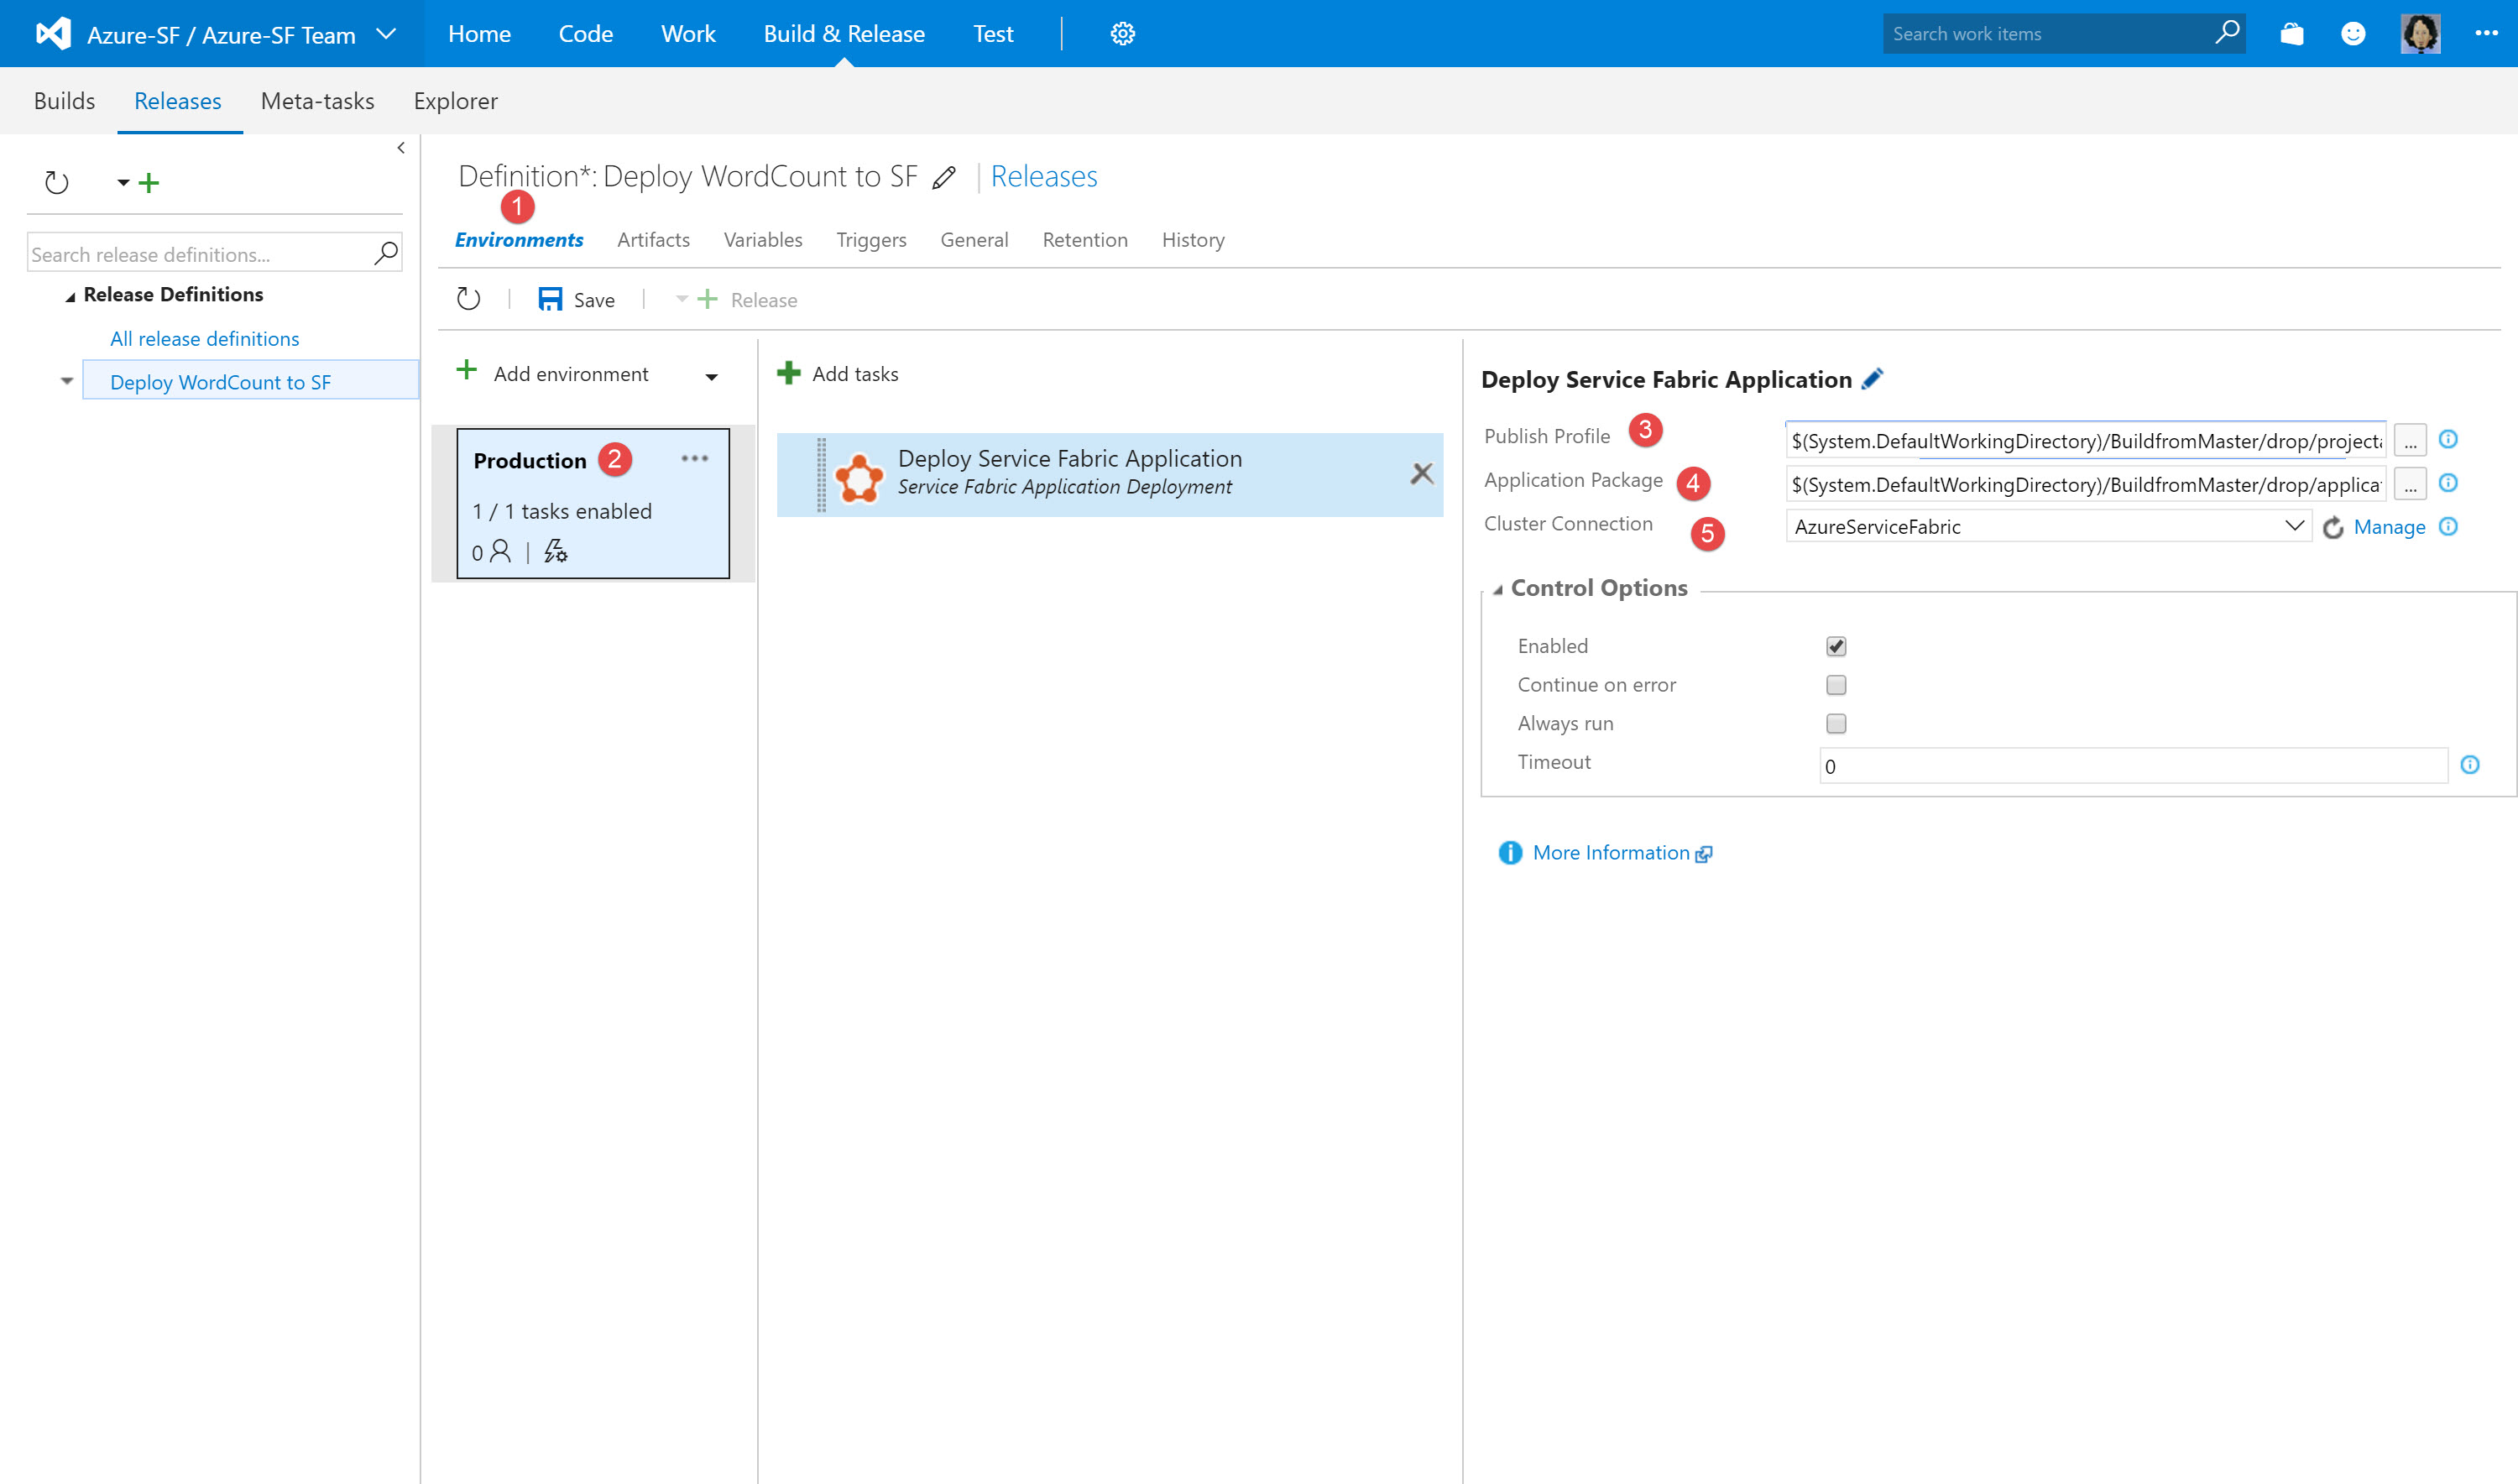 Azure-SF / Azure-SF Team
Home
Code
Work
Build & Release
Test
Search work items
Builds
Releases
Meta-tasks
Explorer
Search release definitions...
Release Definitions
All release definitions
Deploy WordCount to SF
Definition*: Deploy WordCount to SF | Releases
1
Environments
Artifacts
Variables
Triggers
General
Retention
History
Save
Release
Add environment
Production 2
1 / 1 tasks enabled
0
Add tasks
Deploy Service Fabric Application
Service Fabric Application Deployment
Deploy Service Fabric Application
Publish Profile 3 $(System.DefaultWorkingDirectory)/BuildfromMaster/drop/project ...
Application Package 4 $(System.DefaultWorkingDirectory)/BuildfromMaster/drop/applica ...
Cluster Connection 5 AzureServiceFabric Manage
Control Options
Enabled
Continue on error
Always run
Timeout 0
More Information